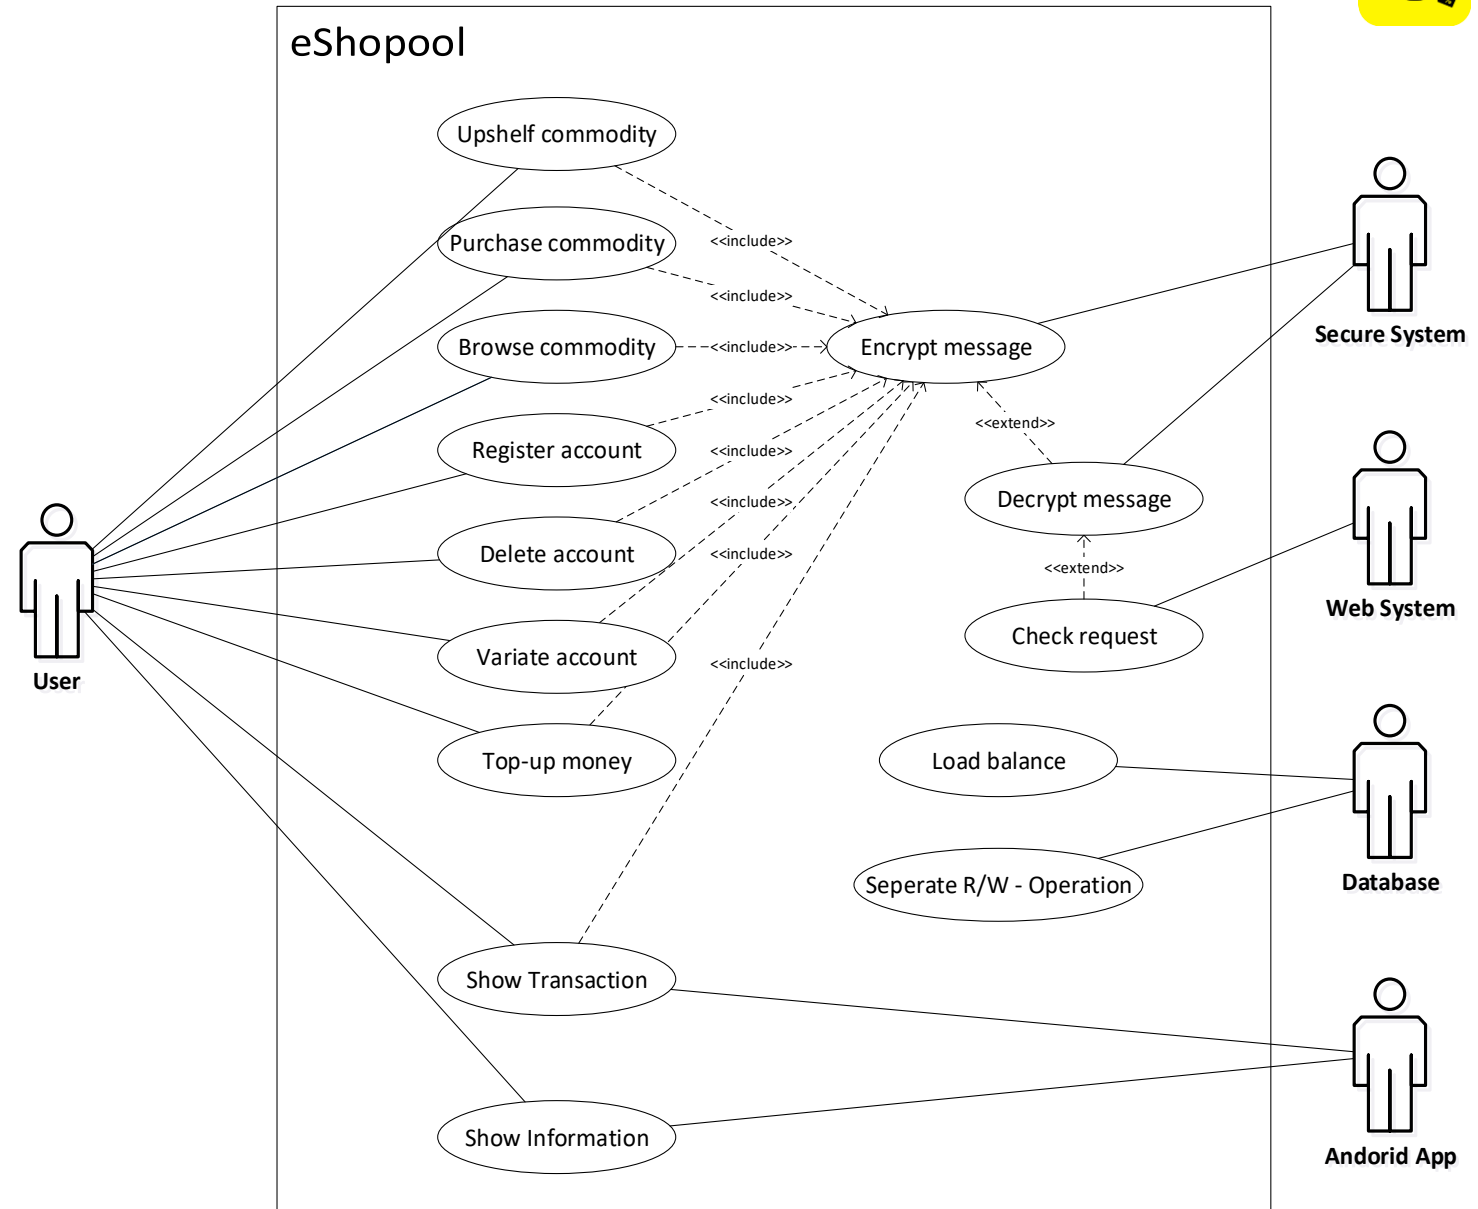 eShopool
Upshelf commodity
Purchase commodity
<<include>>
<<include>>
Browse commodity
<<include>>
Encrypt message
Secure System
<<include>>
Register account
<<extend>>
<<include>>
Decrypt message
<<include>>
Delete account
<<include>>
<<extend>>
Web System
Check request
User
Variate account
<<include>>
Top-up money
Load balance
Seperate R/W - Operation
Database
Show Transaction
Show Information
Andorid App